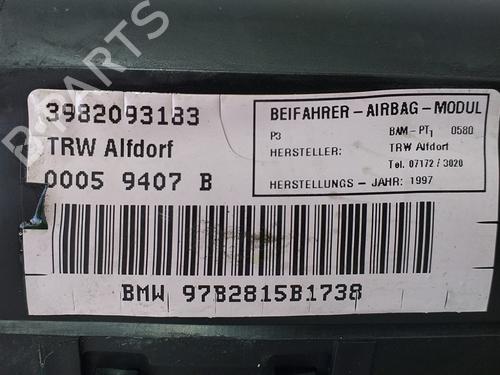 3982093183
TRW Alfdorf
0005 9407 B
BEIFAHRER-AIRBAG-MODUL
P3 BAM-PT1 0580
HERSTELLER: TRW Alfdorf
Tel. 07172/3020
HERSTELLUNGS-JAHR: 1997
BMW 97B2815B1738
B-PARTS